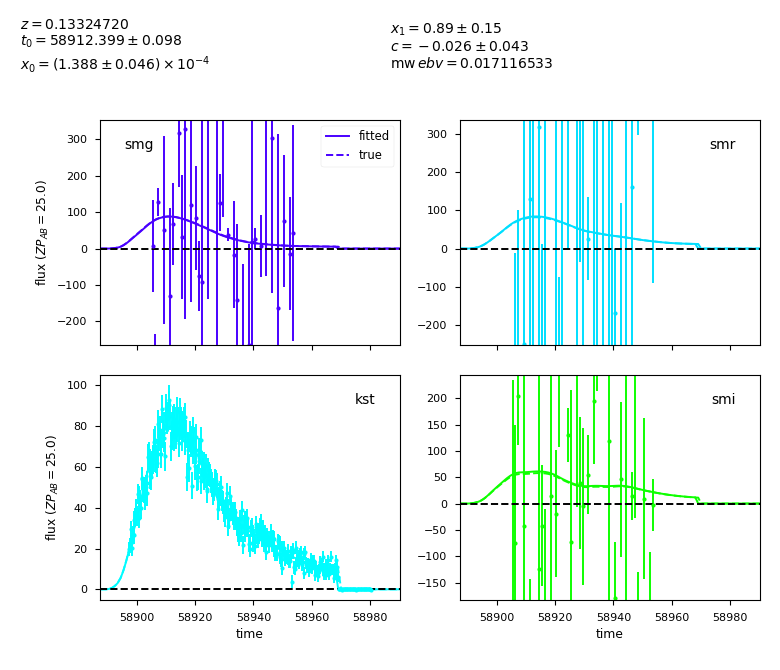 z = 0.13324720
t₀ = 58912.399 ± 0.098
x₀ = (1.388 ± 0.046) × 10⁻⁴
x₁ = 0.89 ± 0.15
c = −0.026 ± 0.043
mw ebv = 0.017116533
smg
fitted
true
300
200
100
0
−100
−200
flux (ZP_AB = 25.0)
smr
300
200
100
0
−100
−200
kst
100
80
60
40
20
0
flux (ZP_AB = 25.0)
58900 58920 58940 58960 58980
time
smi
200
150
100
50
0
−50
−100
−150
58900 58920 58940 58960 58980
time